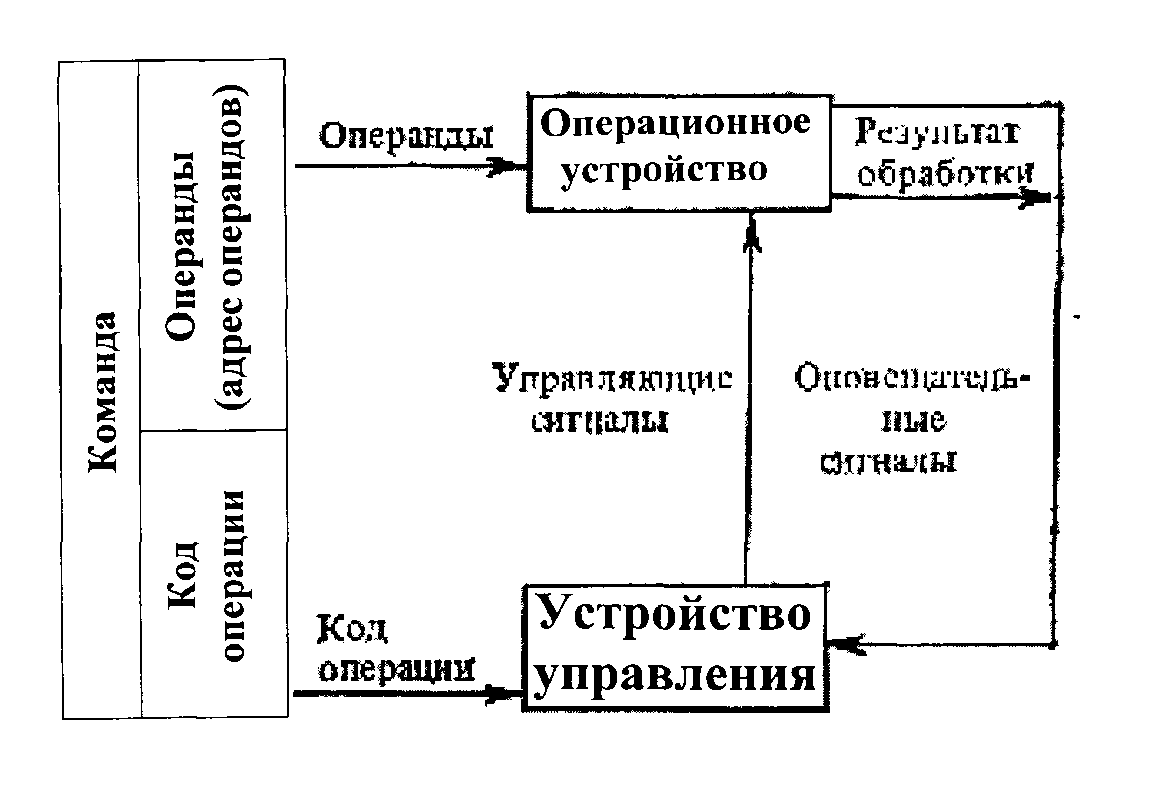 Команда
Операнды
(адрес операндов)
Код
операции
Операнды
Операционное
устройство
Результат
обработки
Управляющие
сигналы
Оповещатель-
ные
сигналы
Код
операции
Устройство
управления